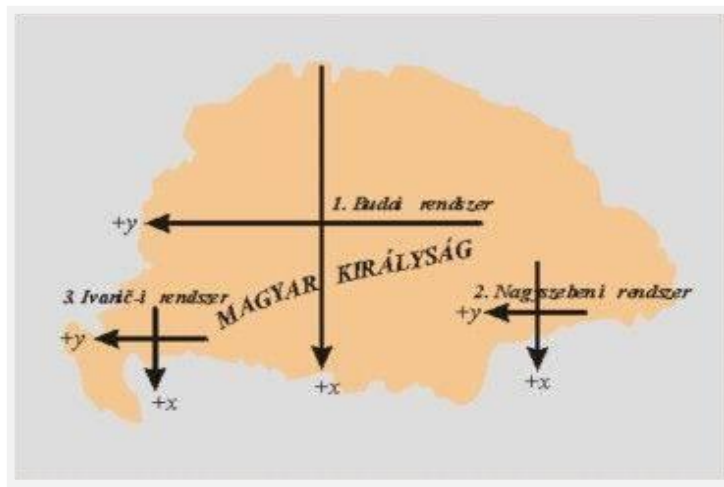 1. Budai rendszer
+y
MAGYAR KIRÁLYSÁG
3. Ivanič-i rendszer
2. Nagyszebeni rendszer
+y
+y
+x
+x
+x